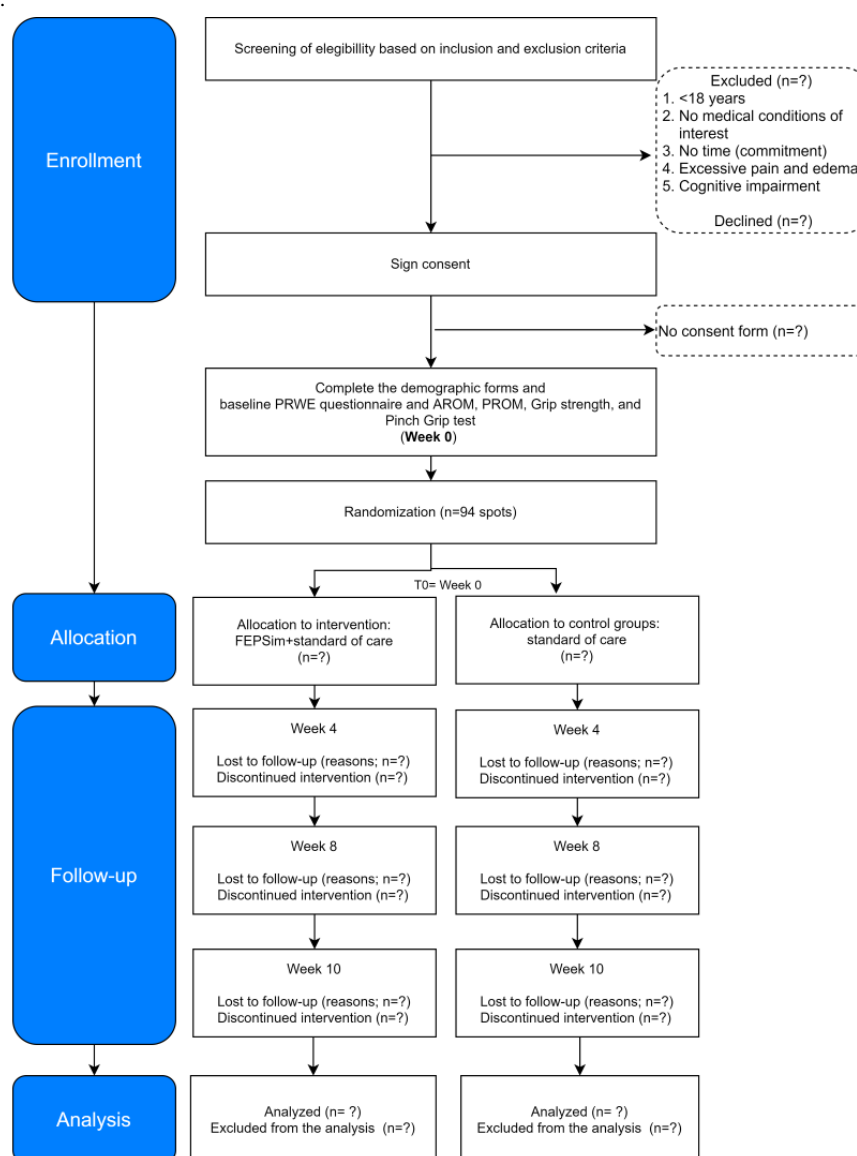 .
Enrollment
Screening of elegibillity based on inclusion and exclusion criteria
Excluded (n=?)
1. <18 years
2. No medical conditions of
interest
3. No time (commitment)
4. Excessive pain and edema
5. Cognitive impairment
Declined (n=?)
Sign consent
No consent form (n=?)
Complete the demographic forms and
baseline PRWE questionnaire and AROM, PROM, Grip strength, and
Pinch Grip test
(Week 0)
Randomization (n=94 spots)
T0= Week 0
Allocation
Allocation to intervention:
FEPSim+standard of care
(n=?)
Allocation to control groups:
standard of care
(n=?)
Follow-up
Week 4
Lost to follow-up (reasons; n=?)
Discontinued intervention (n=?)
Week 4
Lost to follow-up (reasons; n=?)
Discontinued intervention (n=?)
Week 8
Lost to follow-up (reasons; n=?)
Discontinued intervention (n=?)
Week 8
Lost to follow-up (reasons; n=?)
Discontinued intervention (n=?)
Week 10
Lost to follow-up (reasons; n=?)
Discontinued intervention (n=?)
Week 10
Lost to follow-up (reasons; n=?)
Discontinued intervention (n=?)
Analysis
Analyzed (n= ?)
Excluded from the analysis (n=?)
Analyzed (n= ?)
Excluded from the analysis (n=?)